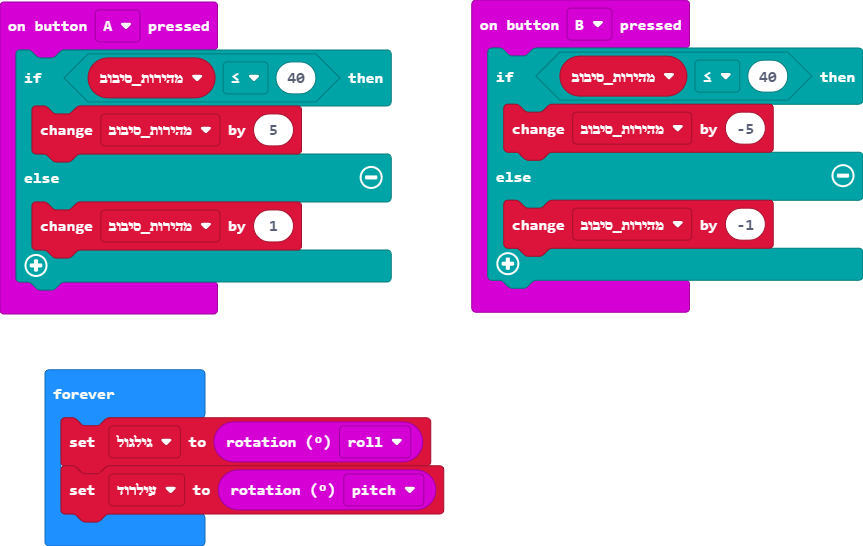 on button A pressed
if מהירות_סיבוב ≤ 40 then
change מהירות_סיבוב by 5
else
change מהירות_סיבוב by 1
on button B pressed
if מהירות_סיבוב ≤ 40 then
change מהירות_סיבוב by -5
else
change מהירות_סיבוב by -1
forever
set גילגול to rotation (º) roll
set עילרוד to rotation (º) pitch